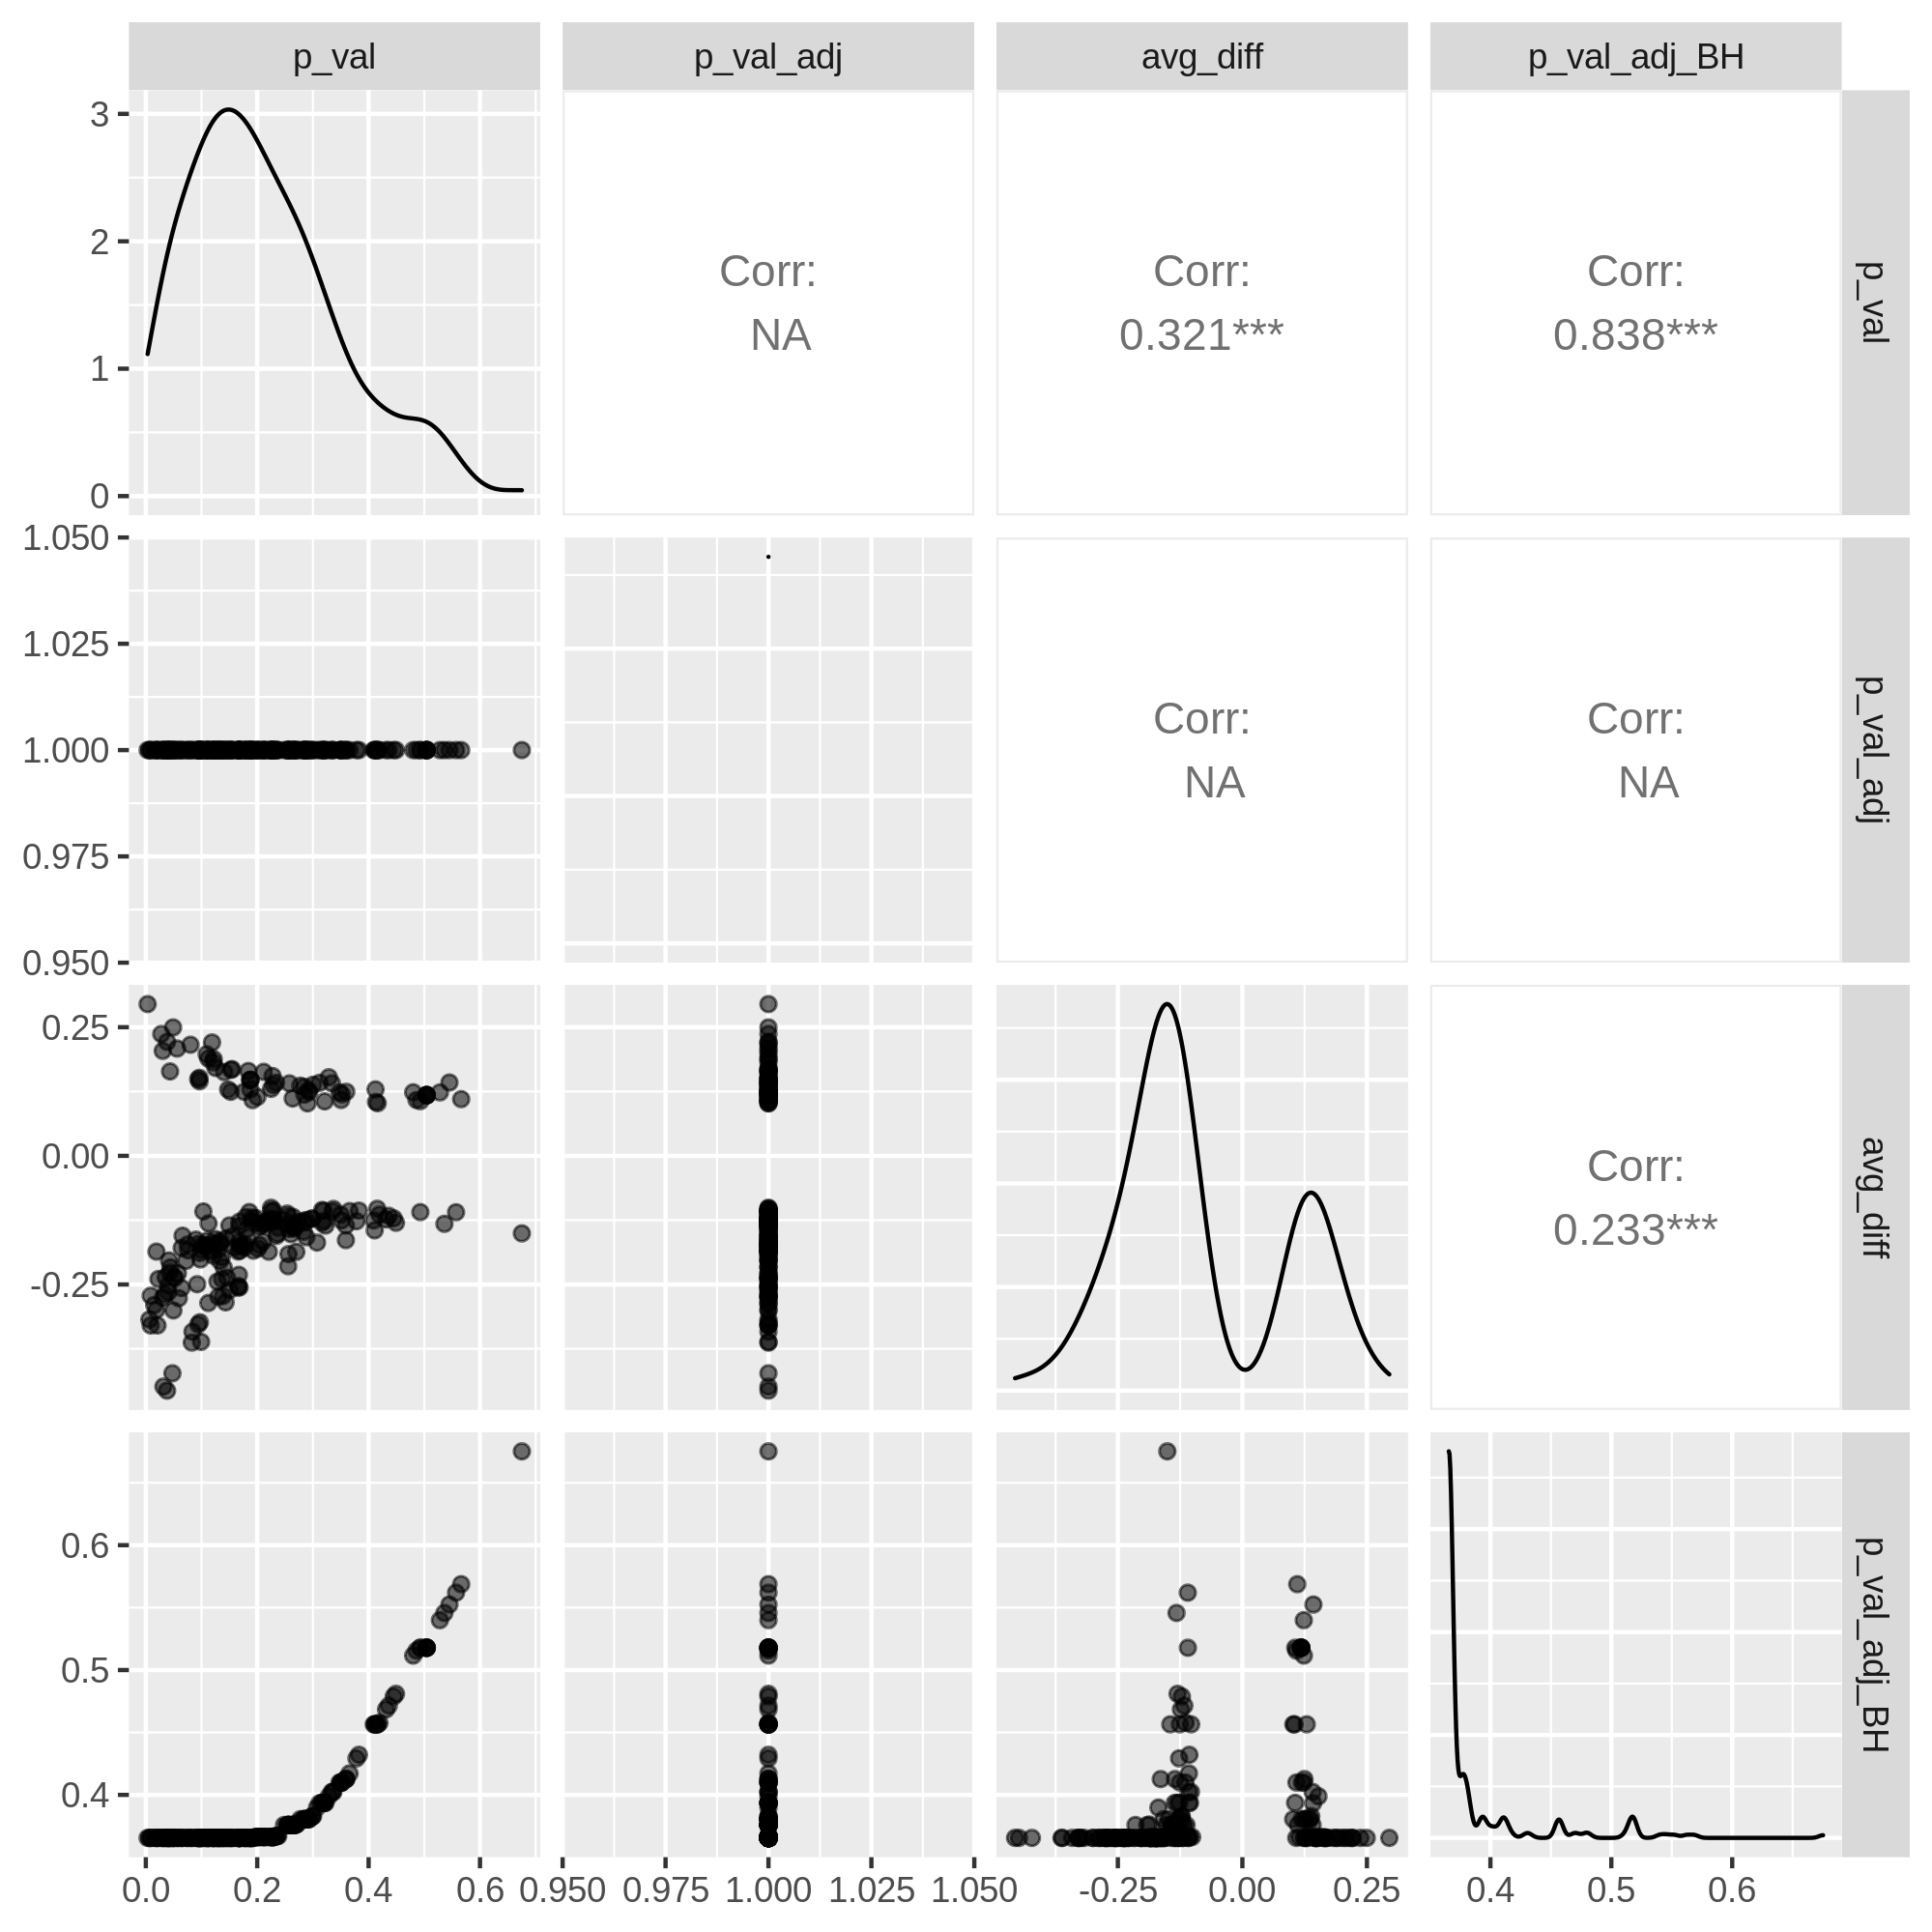 p_val
p_val_adj
avg_diff
p_val_adj_BH
3
2
1
0
Corr:
NA
Corr:
0.321***
Corr:
0.838***
p_val
1.050
1.025
1.000
0.975
0.950
Corr:
NA
Corr:
NA
p_val_adj
0.25
0.00
-0.25
Corr:
0.233***
avg_diff
0.6
0.5
0.4
p_val_adj_BH
0.0 0.2 0.4 0.6
0.950 0.975 1.000 1.025 1.050
-0.25 0.00 0.25
0.4 0.5 0.6